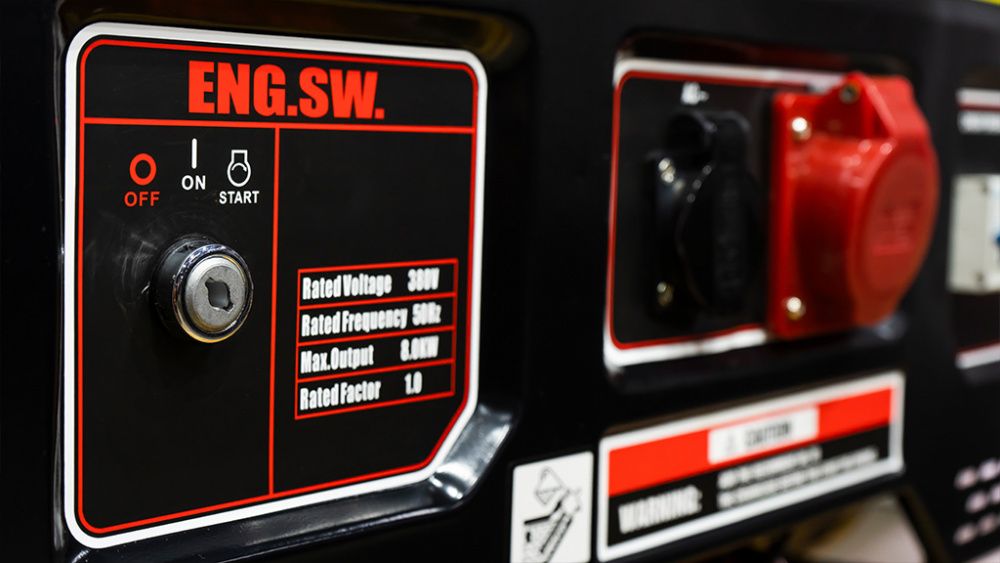 ENG.SW.
OFF
ON
START
Rated Voltage 380V
Rated Frequency 50Hz
Max.Output 8.0KW
Rated Factor 1.0
CAUTION
WARNING: